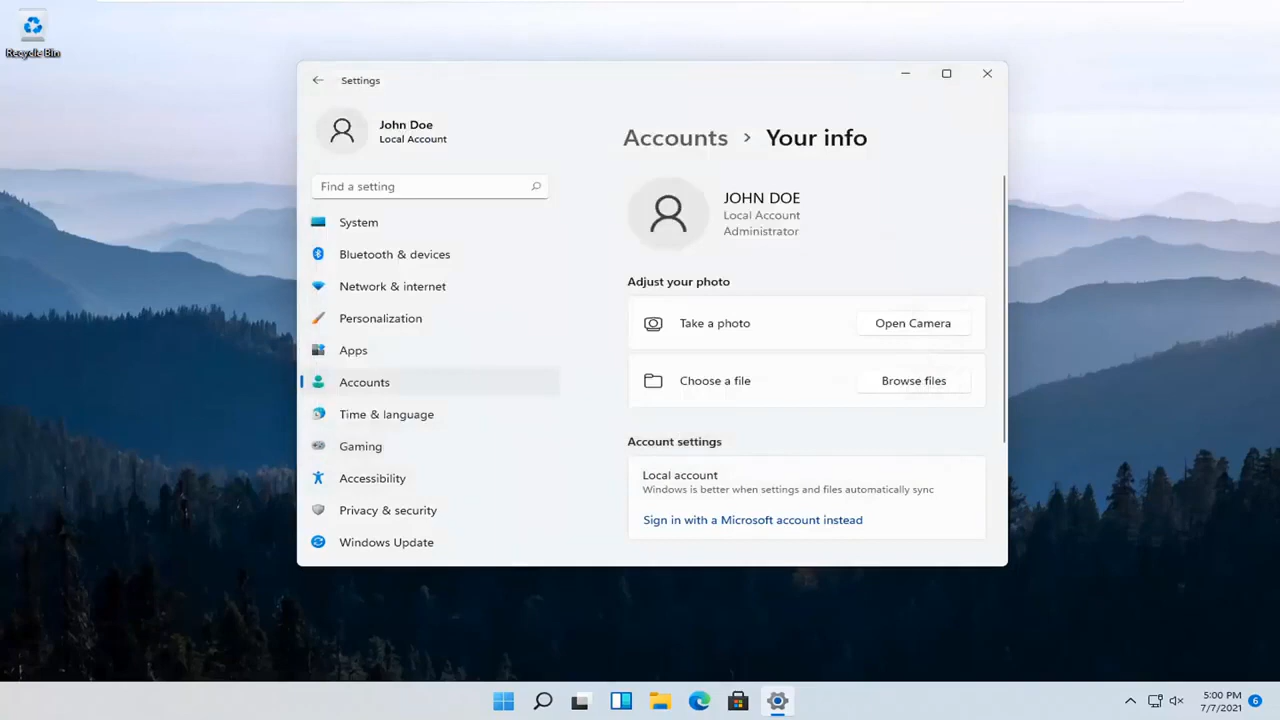 Recycle Bin
Settings
John Doe
Local Account
Find a setting
System
Bluetooth & devices
Network & internet
Personalization
Apps
Accounts
Time & language
Gaming
Accessibility
Privacy & security
Windows Update
Accounts > Your info
JOHN DOE
Local Account
Administrator
Adjust your photo
Take a photo
Open Camera
Choose a file
Browse files
Account settings
Local account
Windows is better when settings and files automatically sync
Sign in with a Microsoft account instead
5:00 PM
7/7/2021
6